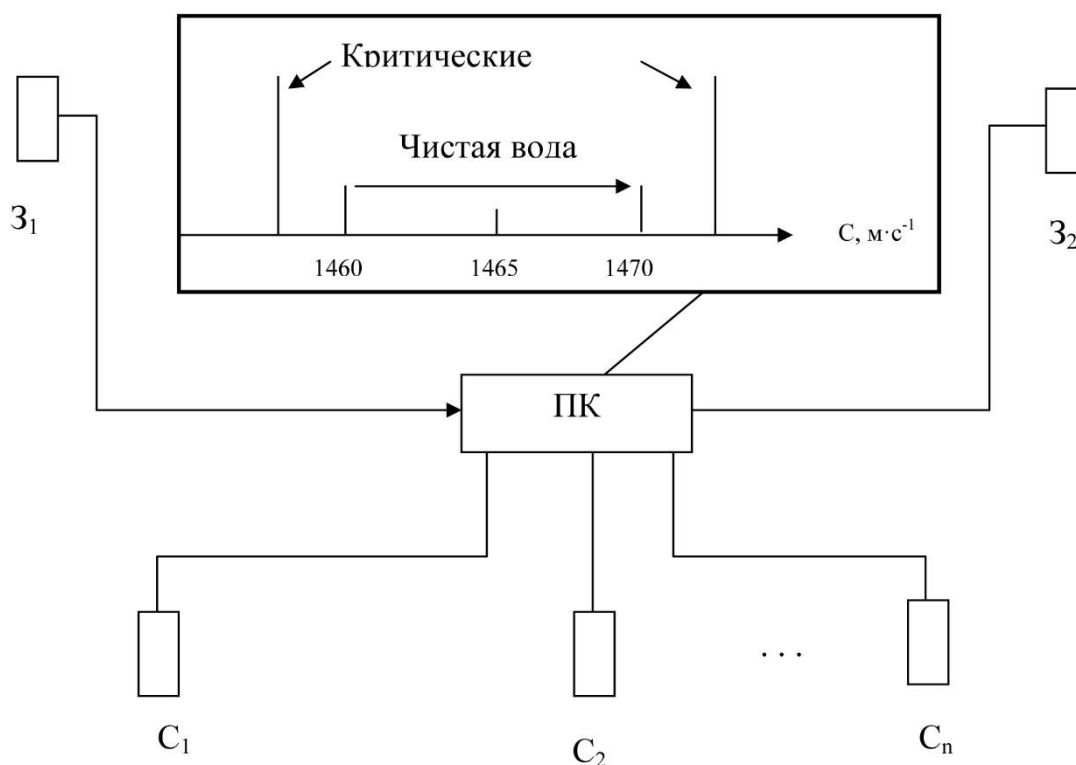 Критические
Чистая вода
С, м·с⁻¹
1460 1465 1470
З₁
З₂
ПК
С₁
С₂
. . .
Сₙ